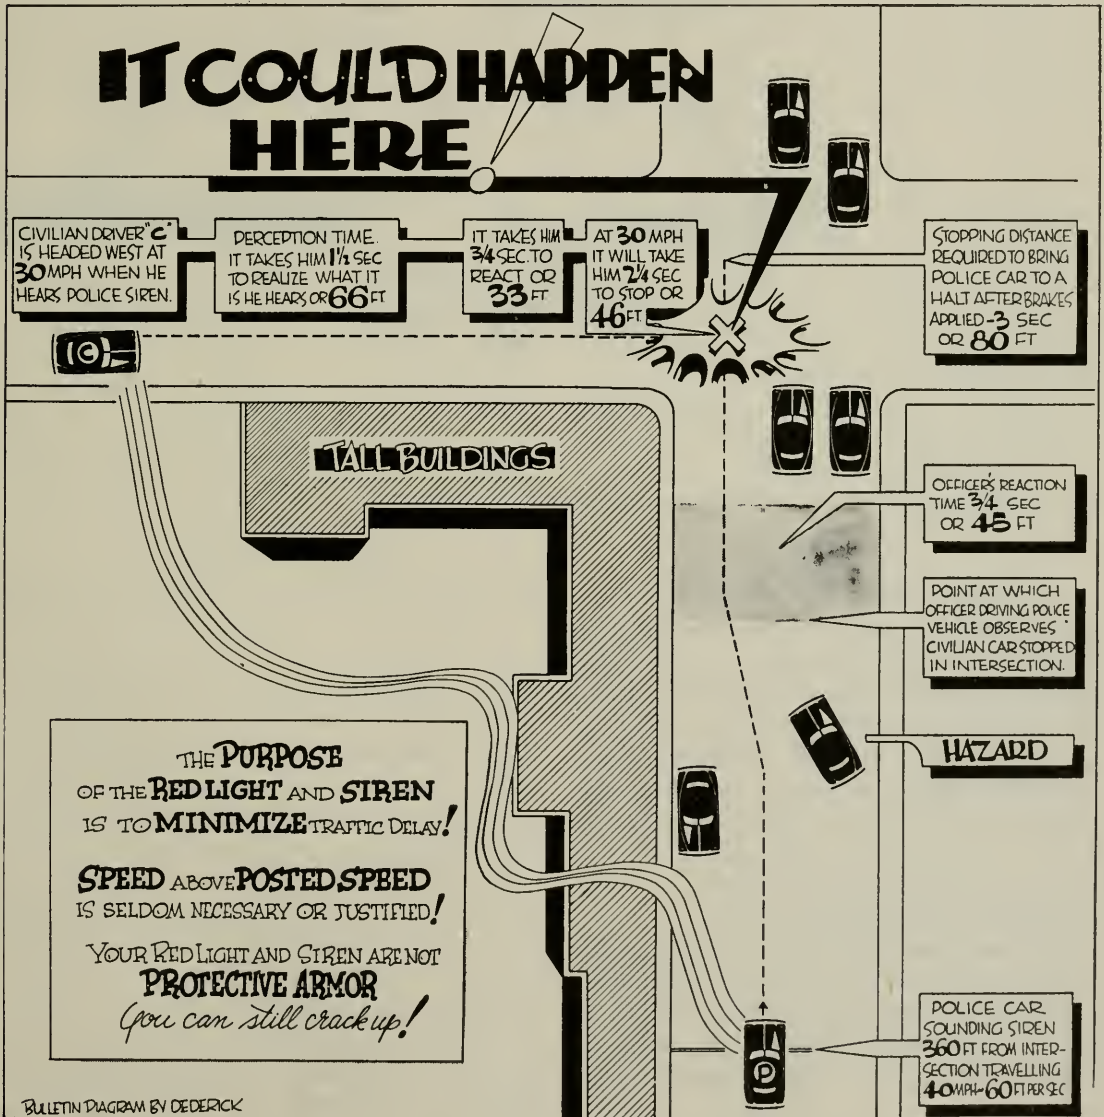 IT COULD HAPPEN
HERE
CIVILIAN DRIVER "C"
IS HEADED WEST AT
30 MPH WHEN HE
HEARS POLICE SIREN.
PERCEPTION TIME.
IT TAKES HIM 1½ SEC
TO REALIZE WHAT IT
IS HE HEARS OR 66 FT
IT TAKES HIM
3/4 SEC. TO
REACT OR
33 FT
AT 30 MPH
IT WILL TAKE
HIM 2¼ SEC
TO STOP OR
46 FT.
STOPPING DISTANCE
REQUIRED TO BRING
POLICE CAR TO A
HALT AFTER BRAKES
APPLIED-3 SEC
OR 80 FT
C
TALL BUILDINGS
OFFICER'S REACTION
TIME 3/4 SEC
OR 45 FT
POINT AT WHICH
OFFICER DRIVING POLICE
VEHICLE OBSERVES
CIVILIAN CAR STOPPED
IN INTERSECTION.
HAZARD
THE PURPOSE
OF THE RED LIGHT AND SIREN
IS TO MINIMIZE TRAFFIC DELAY!
SPEED ABOVE POSTED SPEED
IS SELDOM NECESSARY OR JUSTIFIED!
YOUR RED LIGHT AND SIREN ARE NOT
PROTECTIVE ARMOR
You can still crack up!
P
POLICE CAR
SOUNDING SIREN
360 FT FROM INTER-
SECTION TRAVELLING
40 MPH-60 FT PER SEC
BULLETIN DIAGRAM BY DEDERICK